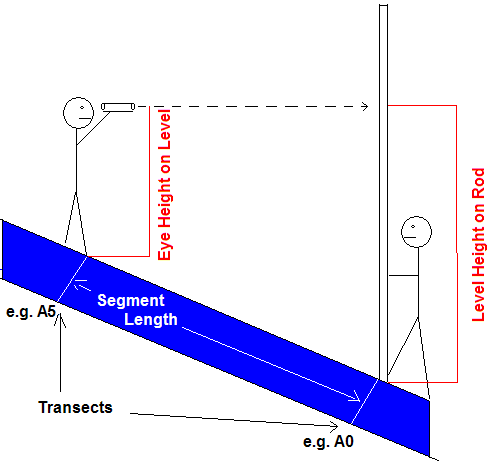 Eye Height on Level
Level Height on Rod
Segment
Length
e.g. A5
Transects
e.g. A0